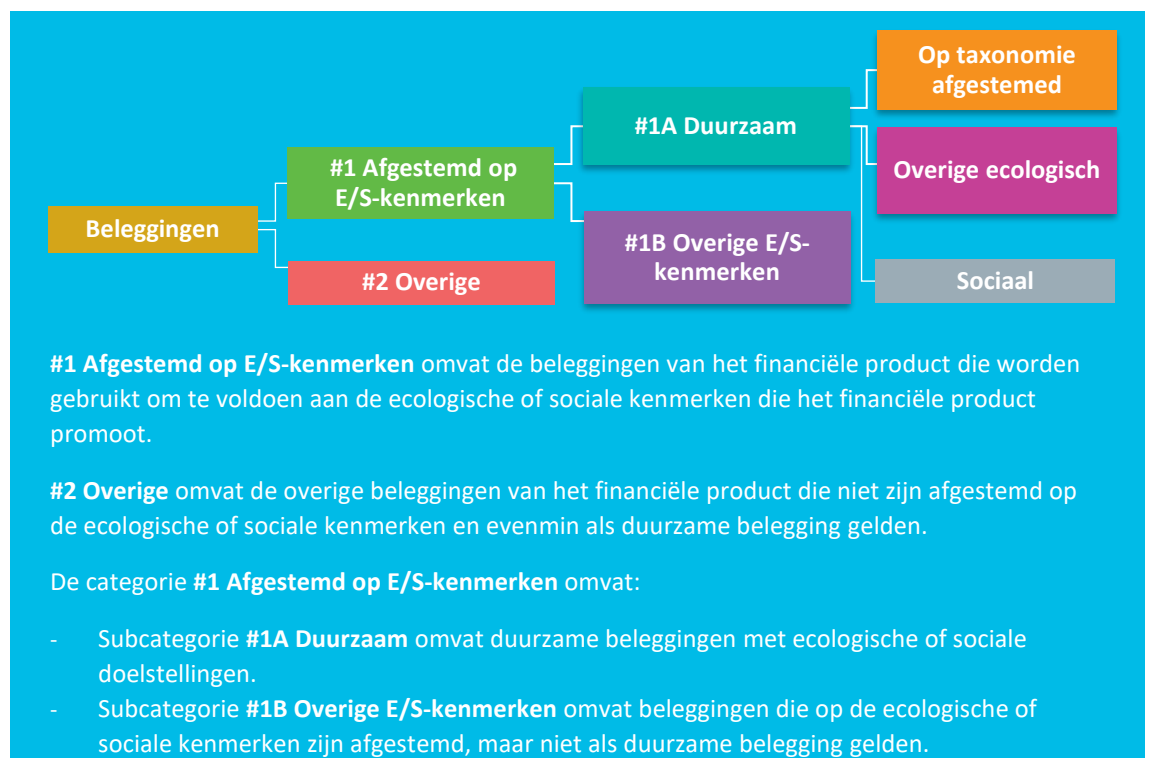 Op taxonomie
afgestemed
#1A Duurzaam
#1 Afgestemd op
E/S-kenmerken
Overige ecologisch
Beleggingen
#1B Overige E/S-
kenmerken
#2 Overige
Sociaal
#1 Afgestemd op E/S-kenmerken omvat de beleggingen van het financiële product die worden
gebruikt om te voldoen aan de ecologische of sociale kenmerken die het financiële product
promoot.
#2 Overige omvat de overige beleggingen van het financiële product die niet zijn afgestemd op
de ecologische of sociale kenmerken en evenmin als duurzame belegging gelden.
De categorie #1 Afgestemd op E/S-kenmerken omvat:
- Subcategorie #1A Duurzaam omvat duurzame beleggingen met ecologische of sociale
doelstellingen.
- Subcategorie #1B Overige E/S-kenmerken omvat beleggingen die op de ecologische of
sociale kenmerken zijn afgestemd, maar niet als duurzame belegging gelden.